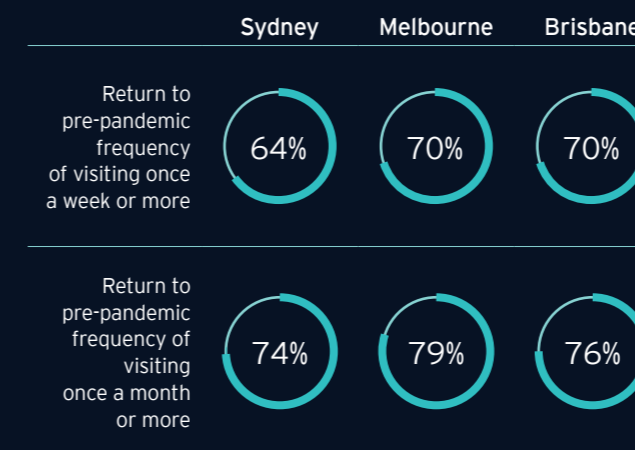 Sydney Melbourne Brisbane
Return to
pre-pandemic
frequency
of visiting once
a week or more
64% 70% 70%
Return to
pre-pandemic
frequency of
visiting
once a month
or more
74% 79% 76%